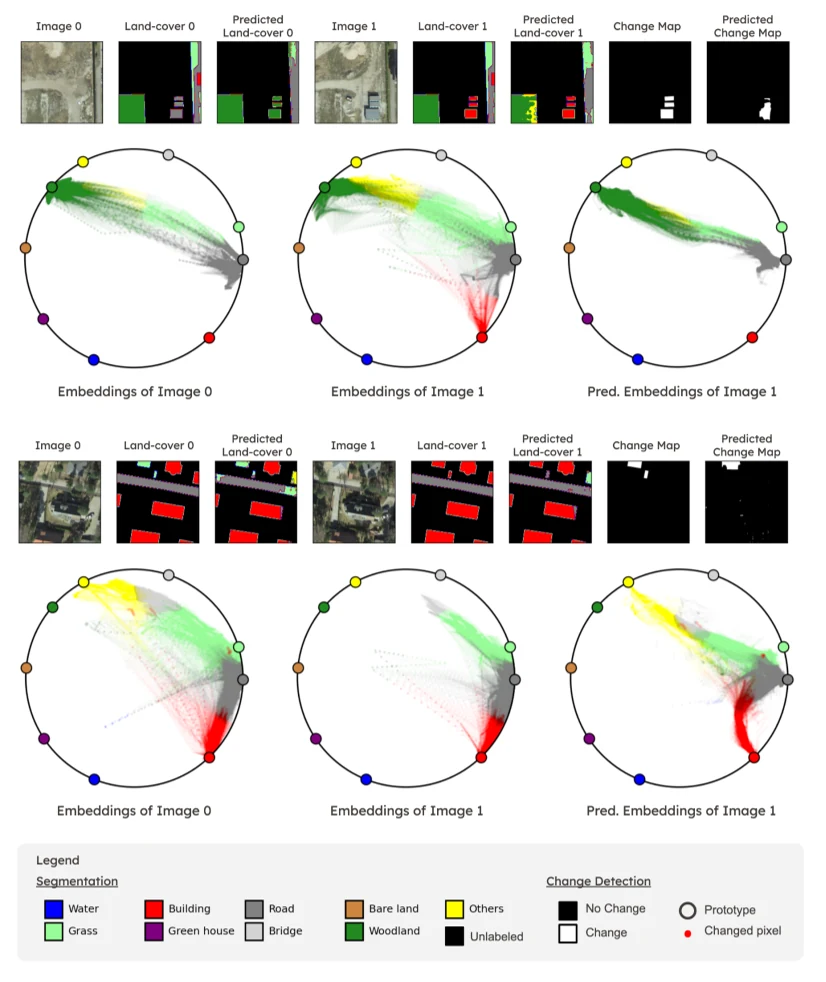 Image 0
Land-cover 0
Predicted
Land-cover 0
Image 1
Land-cover 1
Predicted
Land-cover 1
Change Map
Predicted
Change Map
Embeddings of Image 0
Embeddings of Image 1
Pred. Embeddings of Image 1
Image 0
Land-cover 0
Predicted
Land-cover 0
Image 1
Land-cover 1
Predicted
Land-cover 1
Change Map
Predicted
Change Map
Embeddings of Image 0
Embeddings of Image 1
Pred. Embeddings of Image 1
Legend
Segmentation
Water
Building
Road
Bare land
Others
Grass
Green house
Bridge
Woodland
Unlabeled
Change Detection
No Change
Prototype
Change
Changed pixel